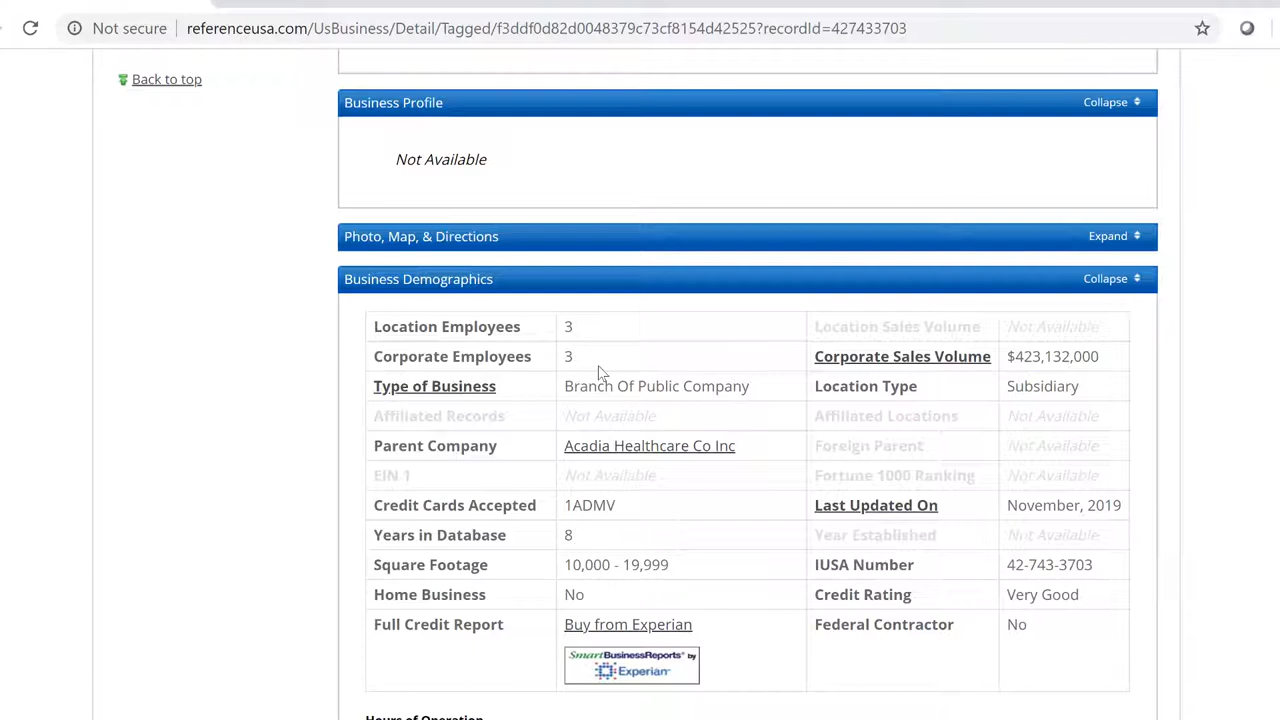 Not secure referenceusa.com/UsBusiness/Detail/Tagged/f3ddf0d82d0048379c73cf8154d42525?recordId=427433703
Back to top
Business Profile Collapse
Not Available
Photo, Map, & Directions Expand
Business Demographics Collapse
Location Employees 3 Location Sales Volume Not Available
Corporate Employees 3 Corporate Sales Volume $423,132,000
Type of Business Branch Of Public Company Location Type Subsidiary
Affiliated Records Not Available Affiliated Locations Not Available
Parent Company Acadia Healthcare Co Inc Foreign Parent Not Available
EIN 1 Not Available Fortune 1000 Ranking Not Available
Credit Cards Accepted 1ADMV Last Updated On November, 2019
Years in Database 8 Year Established Not Available
Square Footage 10,000 - 19,999 IUSA Number 42-743-3703
Home Business No Credit Rating Very Good
Full Credit Report Buy from Experian Federal Contractor No
SmartBusinessReports® by
Experian™
Hours of Operation